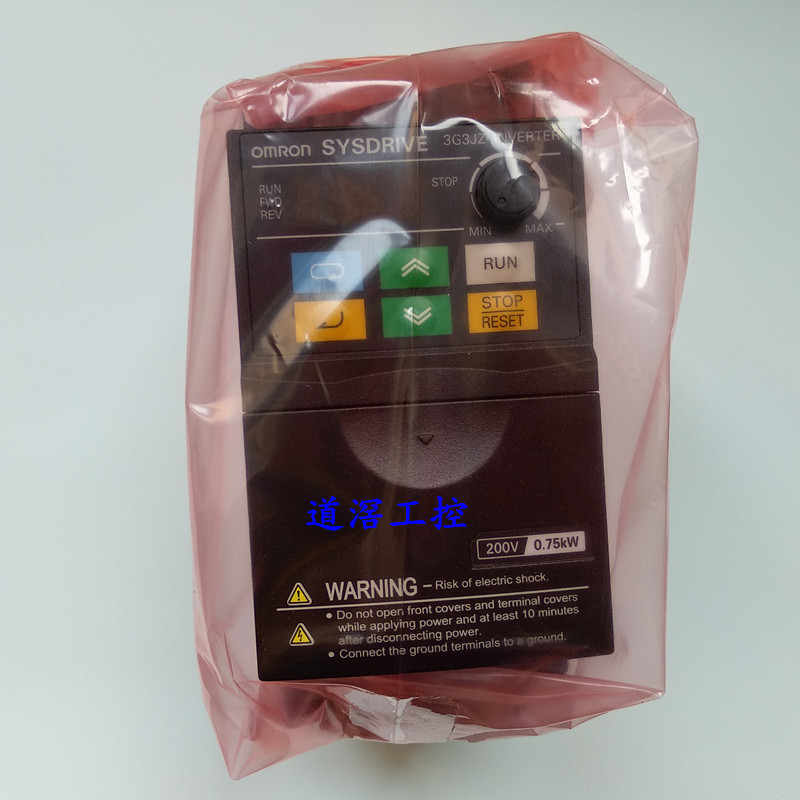 OMRON SYSDRIVE 3G3JZ INVERTER
STOP
RUN
FWD
REV
MIN MAX
RUN
STOP
RESET
道滘工控
200V 0.75kW
WARNING – Risk of electric shock.
• Do not open front covers and terminal covers
while applying power and at least 10 minutes
after disconnecting power.
• Connect the ground terminals to a ground.